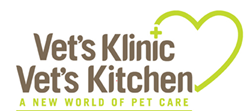 Vet's Klinic
Vet's Kitchen
A NEW WORLD OF PET CARE